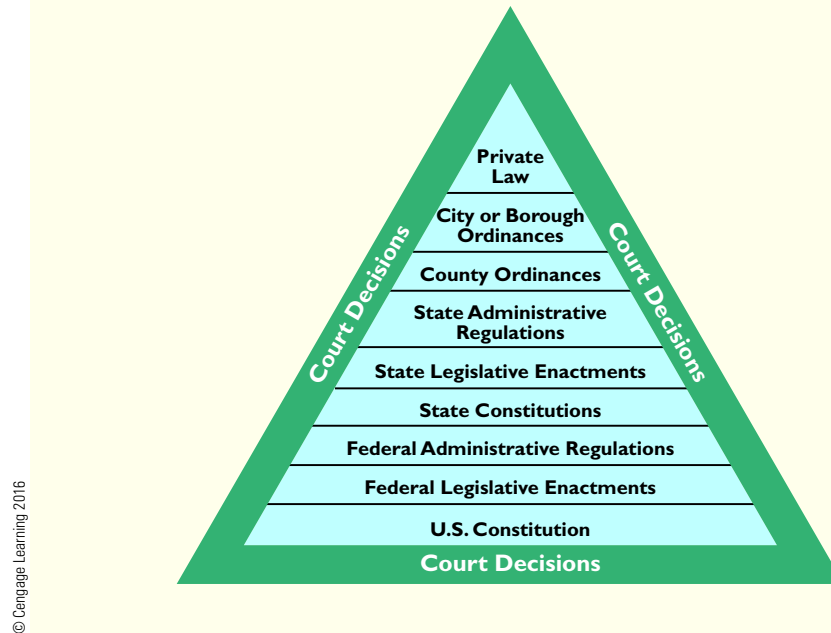 Private
Law
City or Borough
Ordinances
County Ordinances
State Administrative
Regulations
State Legislative Enactments
State Constitutions
Federal Administrative Regulations
Federal Legislative Enactments
U.S. Constitution
Court Decisions
Court Decisions
Court Decisions
© Cengage Learning 2016